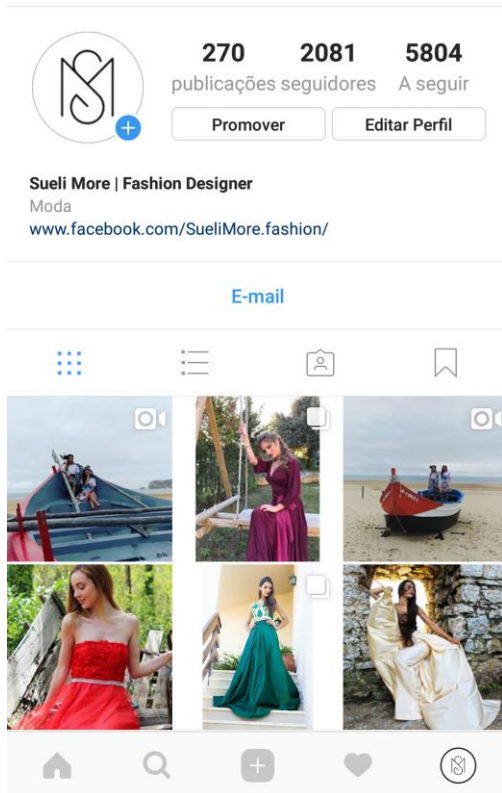 270 2081 5804
publicações seguidores A seguir
Promover Editar Perfil
Sueli More | Fashion Designer
Moda
www.facebook.com/SueliMore.fashion/
E-mail